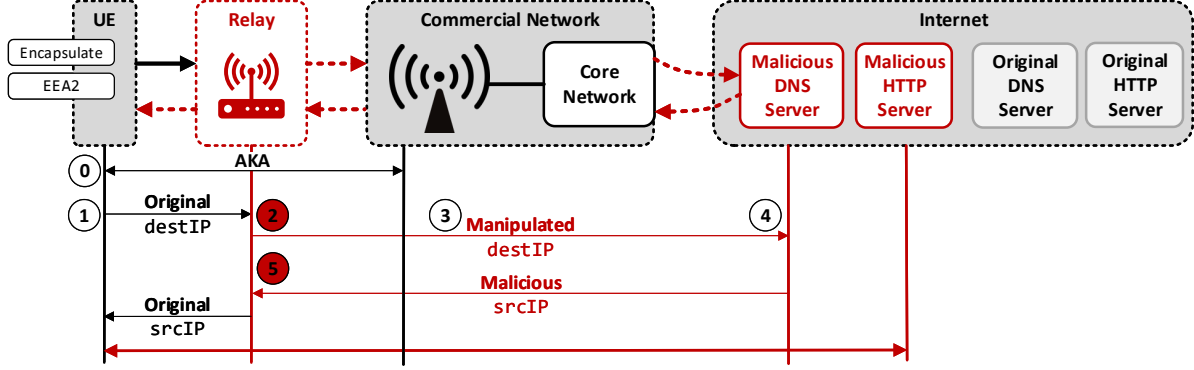 UE
Relay
Commercial Network
Internet
Encapsulate
EEA2
Core
Network
Malicious
DNS
Server
Malicious
HTTP
Server
Original
DNS
Server
Original
HTTP
Server
0
AKA
1
Original
destIP
2
3
Manipulated
destIP
4
5
Malicious
srcIP
Original
srcIP